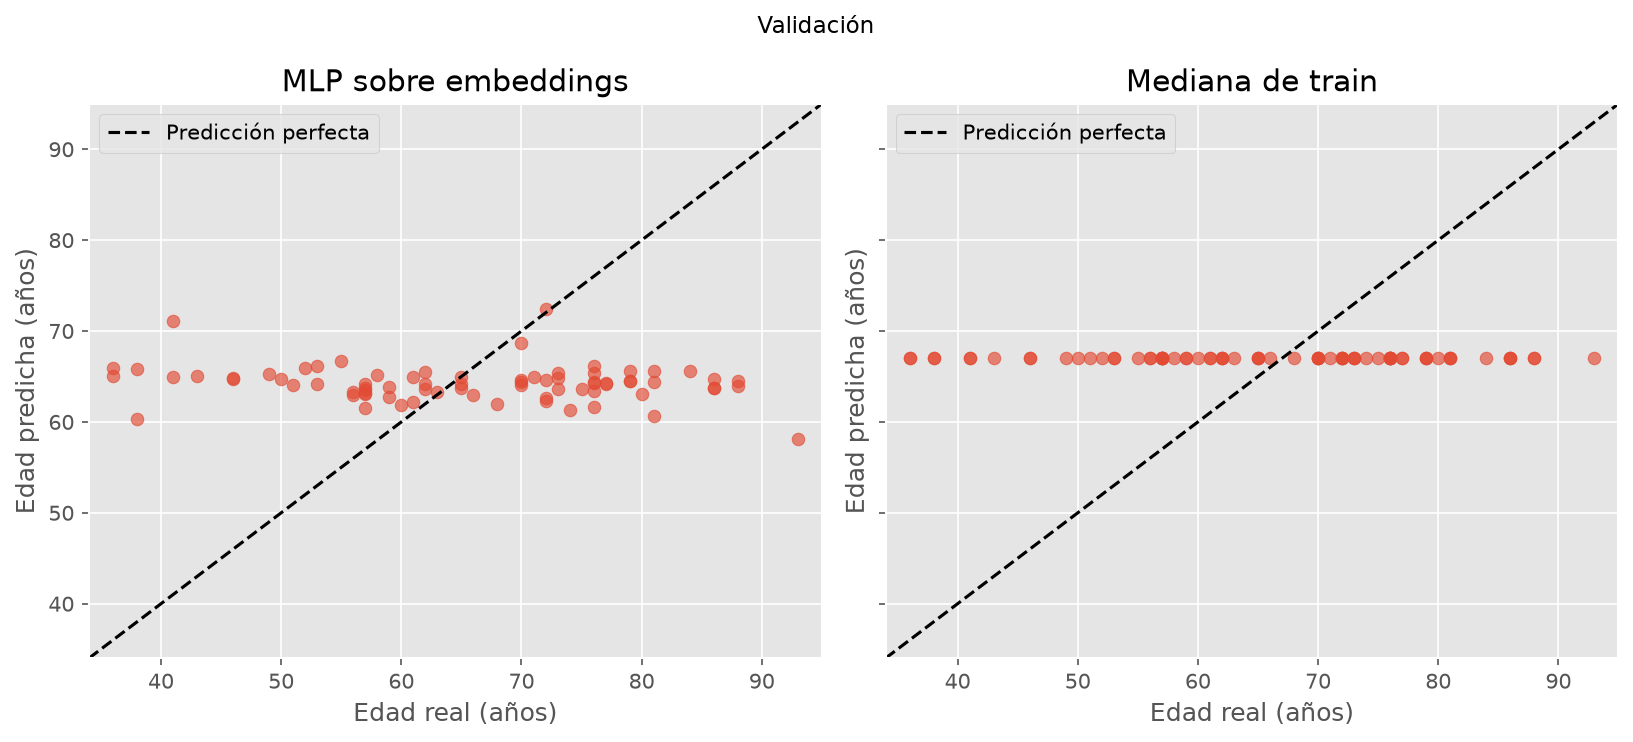 Validación
MLP sobre embeddings
Predicción perfecta
90
80
70
60
50
40
Edad predicha (años)
40 50 60 70 80 90
Edad real (años)
Mediana de train
Predicción perfecta
Edad predicha (años)
40 50 60 70 80 90
Edad real (años)